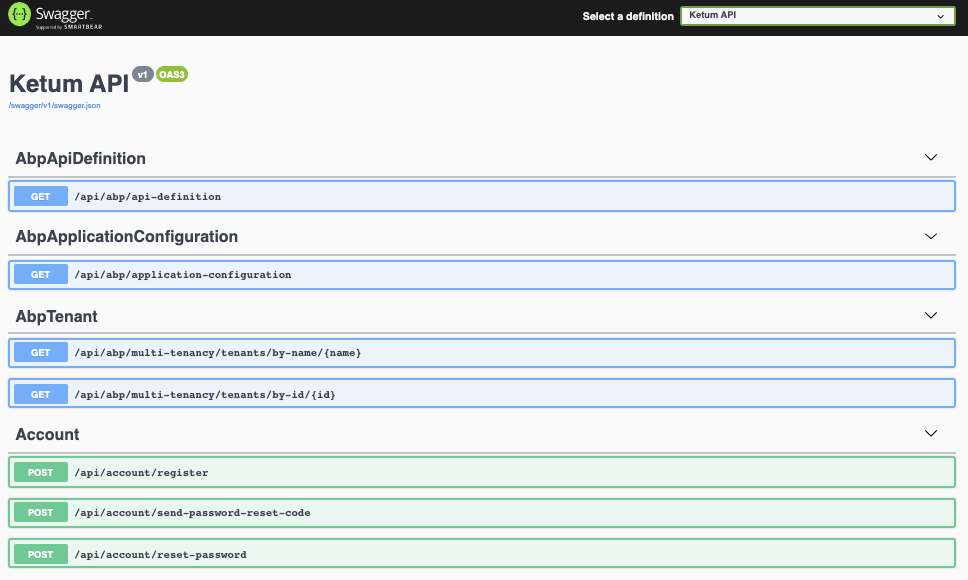 Swagger.
Supported by SMARTBEAR
Select a definition
Ketum API
Ketum API v1 OAS3
/swagger/v1/swagger.json
AbpApiDefinition
GET /api/abp/api-definition
AbpApplicationConfiguration
GET /api/abp/application-configuration
AbpTenant
GET /api/abp/multi-tenancy/tenants/by-name/{name}
GET /api/abp/multi-tenancy/tenants/by-id/{id}
Account
POST /api/account/register
POST /api/account/send-password-reset-code
POST /api/account/reset-password